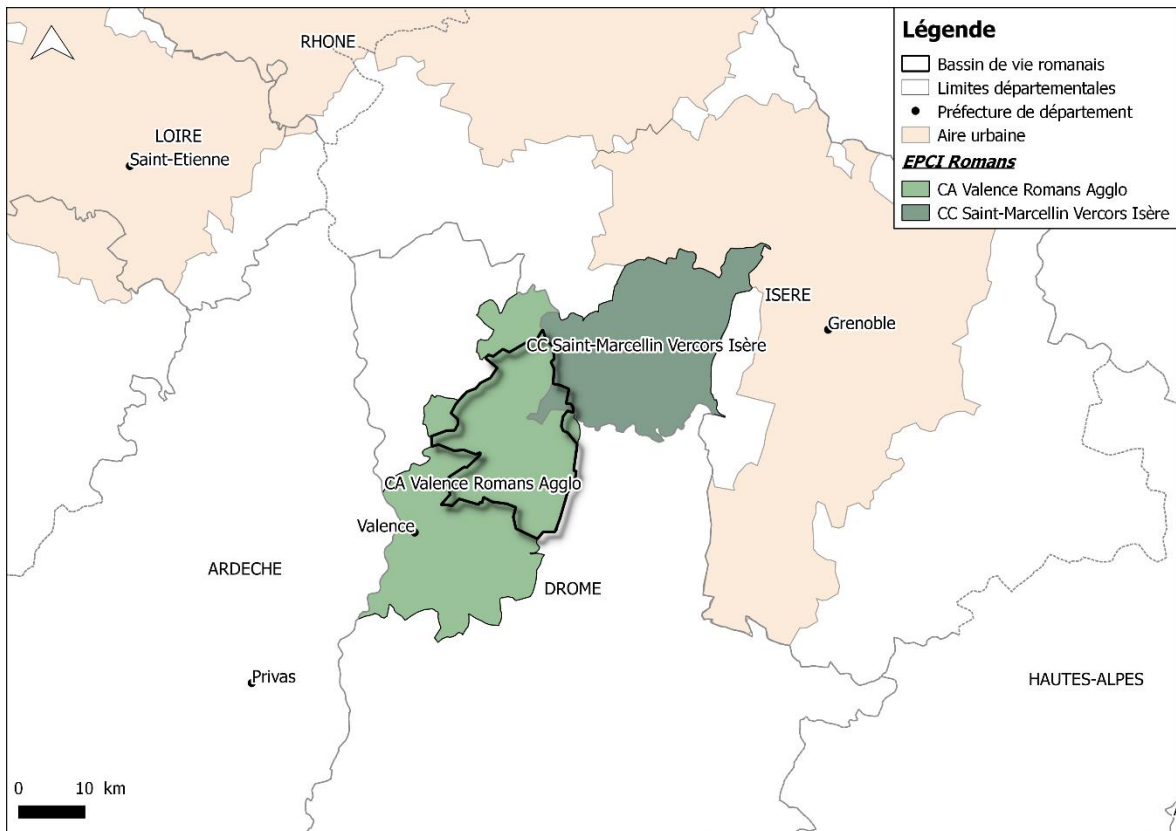 RHONE
LOIRE
Saint-Etienne
ISERE
Grenoble
CC Saint-Marcellin Vercors Isère
CA Valence Romans Agglo
Valence
ARDECHE
DROME
Privas
HAUTES-ALPES
0 10 km
Légende
Bassin de vie romanais
Limites départementales
Préfecture de département
Aire urbaine
EPCI Romans
CA Valence Romans Agglo
CC Saint-Marcellin Vercors Isère